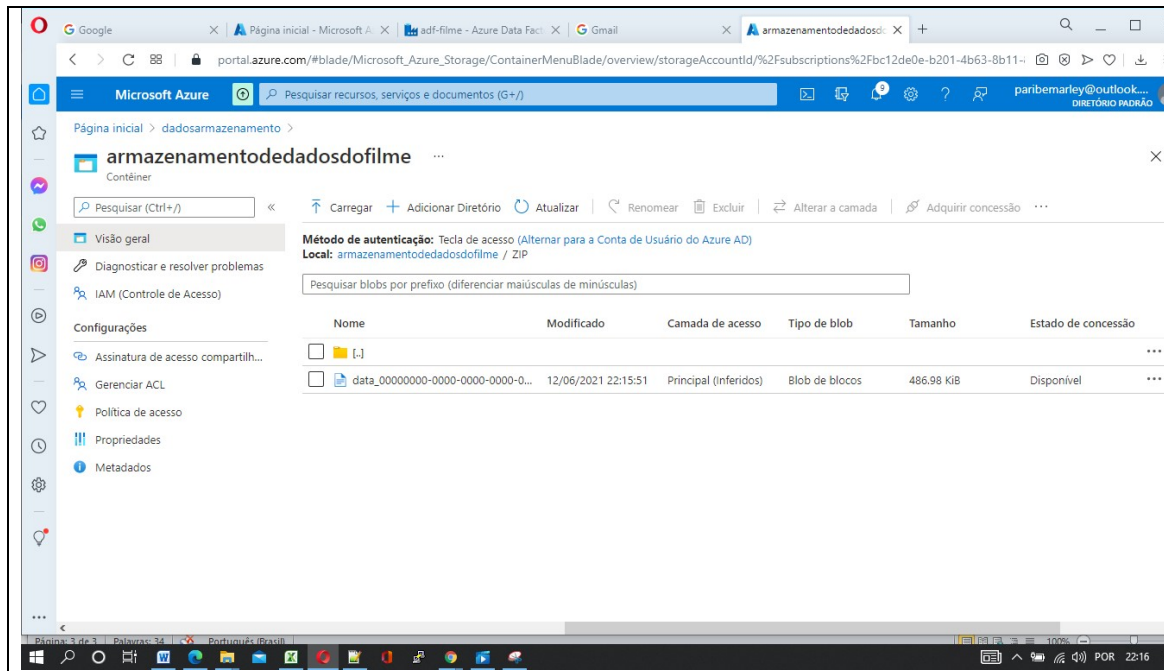 Google
Página inicial - Microsoft A
adf-filme - Azure Data Fact
Gmail
armazenamentodedadosdo
portal.azure.com/#blade/Microsoft_Azure_Storage/ContainerMenuBlade/overview/storageAccountId/%2Fsubscriptions%2Fbc12de0e-b201-4b63-8b11-
Microsoft Azure
Pesquisar recursos, serviços e documentos (G+/)
9
paribemarley@outlook....
DIRETÓRIO PADRÃO
Página inicial > dadosarmazenamento >
armazenamentodedadosdofilme ...
Contêiner
Pesquisar (Ctrl+/) «
Carregar Adicionar Diretório Atualizar Renomear Excluir Alterar a camada Adquirir concessão ...
Visão geral
Diagnosticar e resolver problemas
IAM (Controle de Acesso)
Configurações
Assinatura de acesso compartilh...
Gerenciar ACL
Política de acesso
Propriedades
Metadados
Método de autenticação: Tecla de acesso (Alternar para a Conta de Usuário do Azure AD)
Local: armazenamentodedadosdofilme / ZIP
Pesquisar blobs por prefixo (diferenciar maiúsculas de minúsculas)
Nome Modificado Camada de acesso Tipo de blob Tamanho Estado de concessão
[..]
data_00000000-0000-0000-0000-0... 12/06/2021 22:15:51 Principal (Inferidos) Blob de blocos 486.98 KiB Disponível
Página: 3 de 3 Palavras: 34 Português (Brasil) 100%
POR 22:16